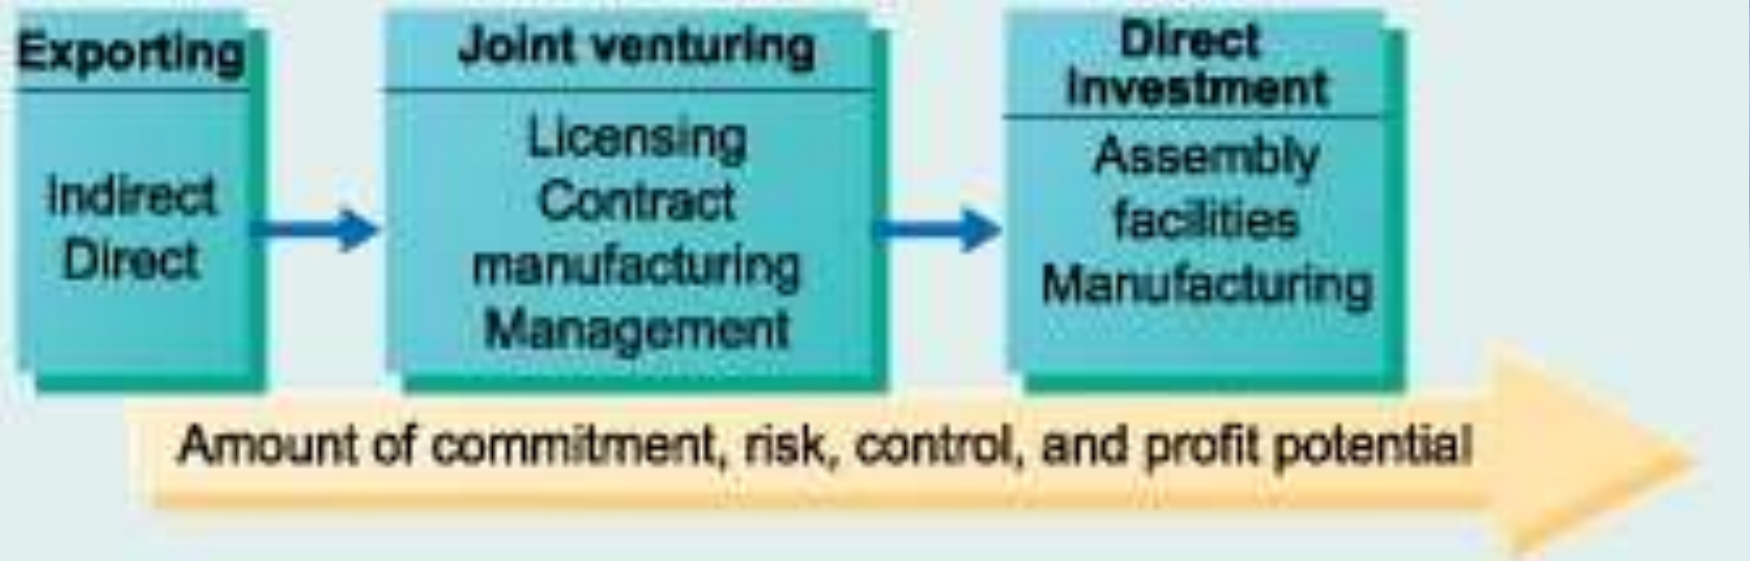 Exporting
Indirect
Direct
Joint venturing
Licensing
Contract
manufacturing
Management
Direct
investment
Assembly
facilities
Manufacturing
Amount of commitment, risk, control, and profit potential